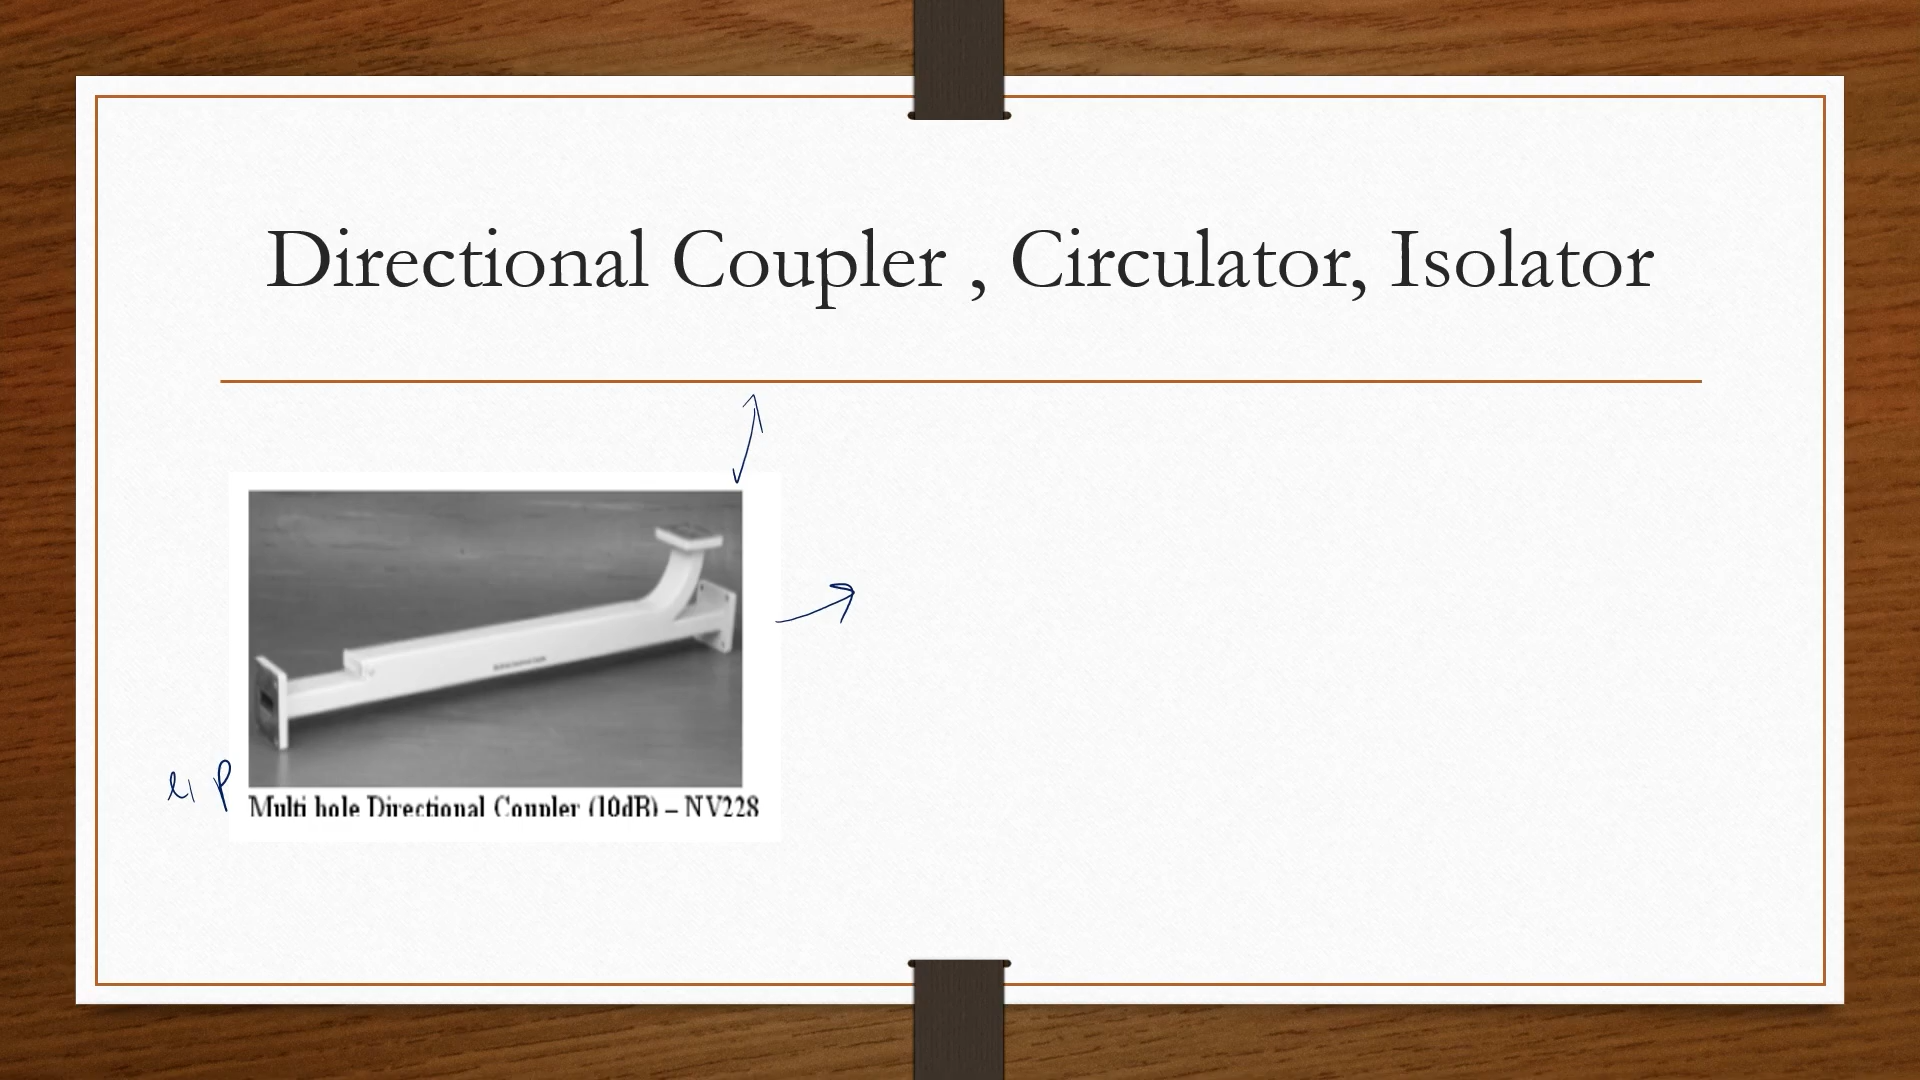 Directional Coupler , Circulator, Isolator
Multi hole Directional Coupler (10dB) – NV228